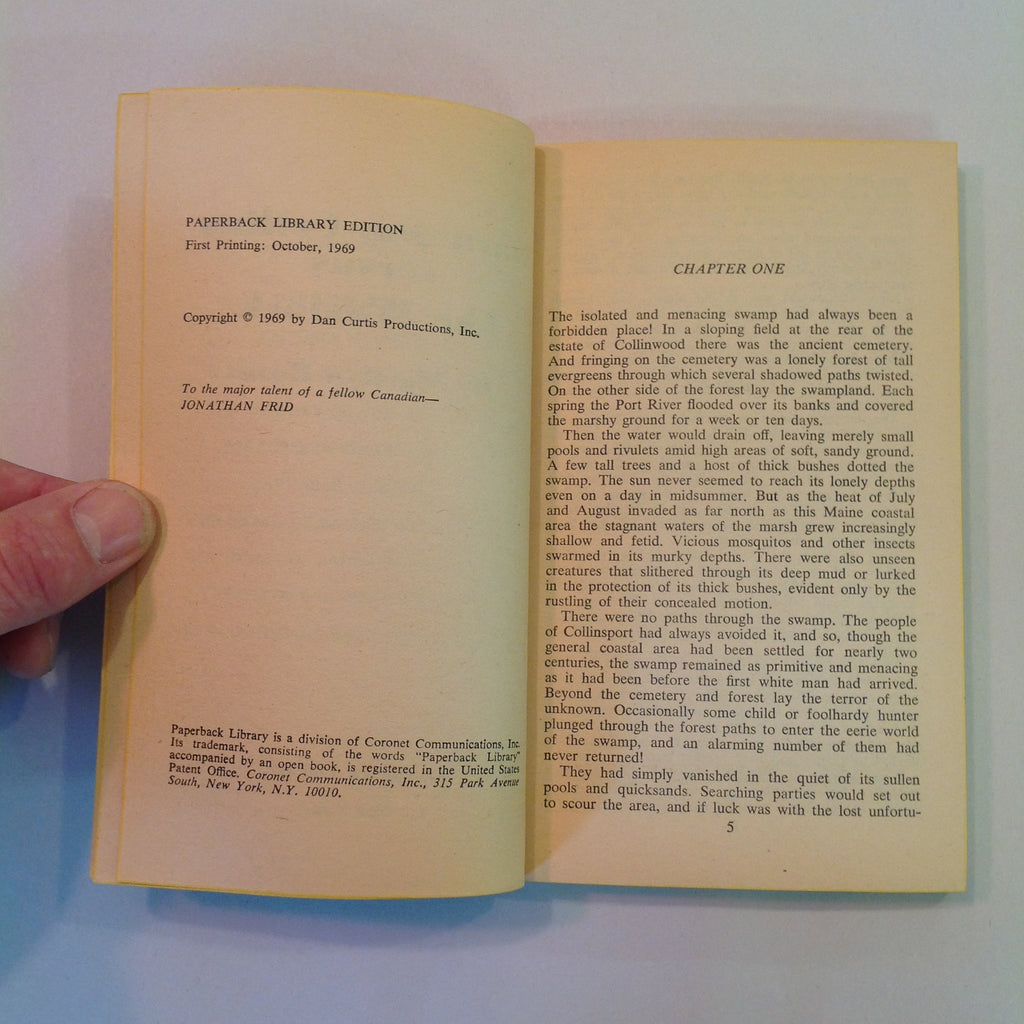 PAPERBACK LIBRARY EDITION
First Printing: October, 1969
Copyright © 1969 by Dan Curtis Productions, Inc.
To the major talent of a fellow Canadian—
JONATHAN FRID
Paperback Library is a division of Coronet Communications, Inc.
Its trademark, consisting of the words "Paperback Library"
accompanied by an open book, is registered in the United States
Patent Office. Coronet Communications, Inc., 315 Park Avenue
South, New York, N.Y. 10010.
CHAPTER ONE
The isolated and menacing swamp had always been a
forbidden place! In a sloping field at the rear of the
estate of Collinwood there was the ancient cemetery.
And fringing on the cemetery was a lonely forest of tall
evergreens through which several shadowed paths twisted.
On the other side of the forest lay the swampland. Each
spring the Port River flooded over its banks and covered
the marshy ground for a week or ten days.
Then the water would drain off, leaving merely small
pools and rivulets amid high areas of soft, sandy ground.
A few tall trees and a host of thick bushes dotted the
swamp. The sun never seemed to reach its lonely depths
even on a day in midsummer. But as the heat of July
and August invaded as far north as this Maine coastal
area the stagnant waters of the marsh grew increasingly
shallow and fetid. Vicious mosquitos and other insects
swarmed in its murky depths. There were also unseen
creatures that slithered through its deep mud or lurked
in the protection of its thick bushes, evident only by the
rustling of their concealed motion.
There were no paths through the swamp. The people
of Collinsport had always avoided it, and so, though the
general coastal area had been settled for nearly two
centuries, the swamp remained as primitive and menacing
as it had been before the first white man had arrived.
Beyond the cemetery and forest lay the terror of the
unknown. Occasionally some child or foolhardy hunter
plunged through the forest paths to enter the eerie world
of the swamp, and an alarming number of them had
never returned!
They had simply vanished in the quiet of its sullen
pools and quicksands. Searching parties would set out
to scour the area, and if luck was with the lost unfortu-
5